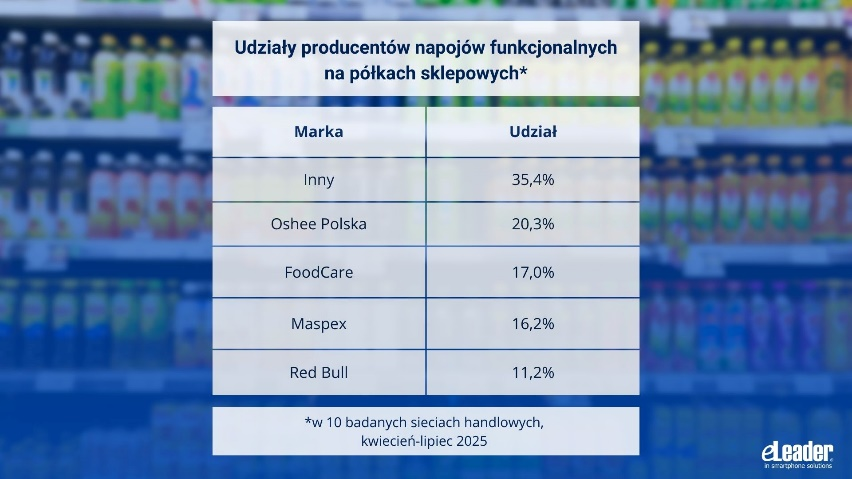 Udziały producentów napojów funkcjonalnych
na półkach sklepowych*
Marka Udział
Inny 35,4%
Oshee Polska 20,3%
FoodCare 17,0%
Maspex 16,2%
Red Bull 11,2%
*w 10 badanych sieciach handlowych,
kwiecień-lipiec 2025
eLeader
in smartphone solutions